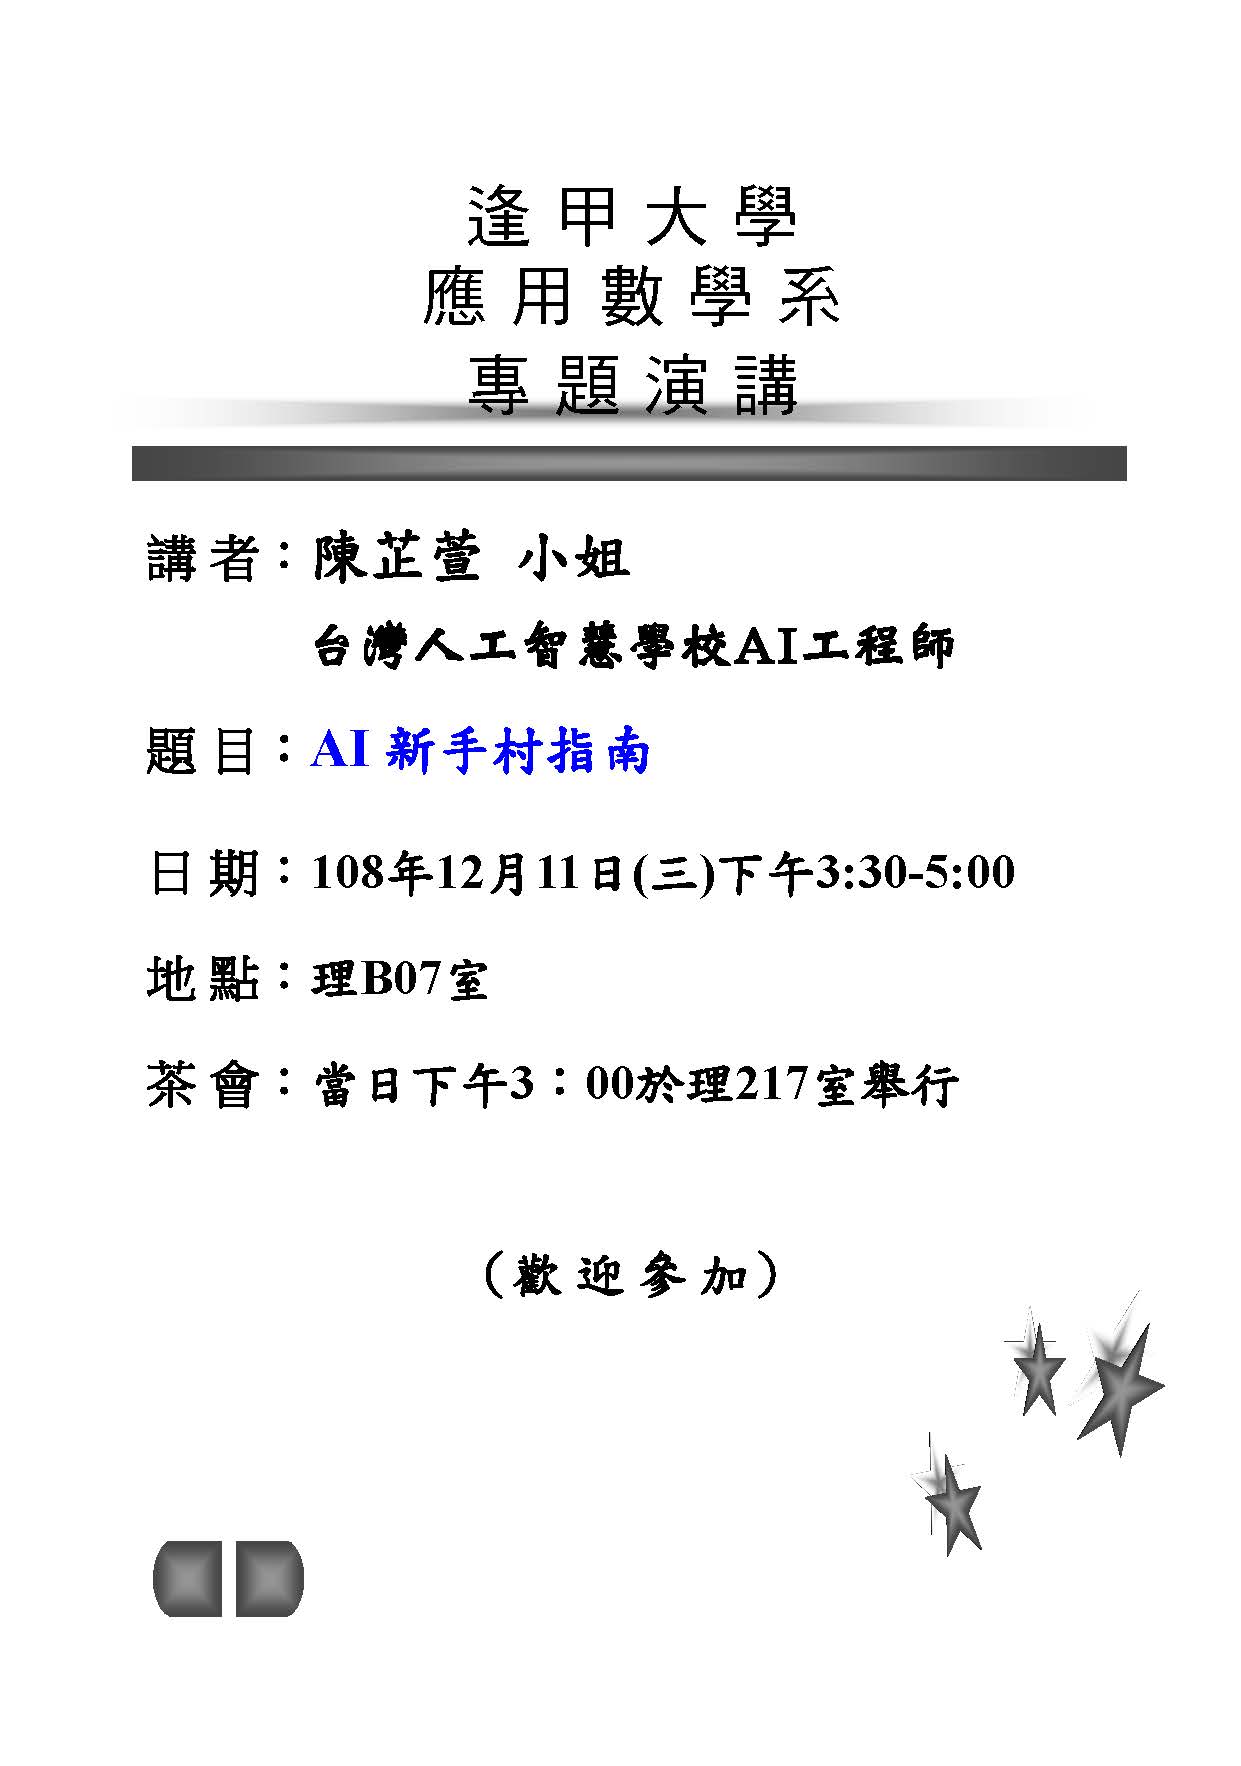 逢甲大學
應用數學系
專題演講
講者：陳芷萱 小姐
台灣人工智慧學校AI工程師
題目：AI 新手村指南
日期：108年12月11日(三)下午3:30-5:00
地點：理B07室
茶會：當日下午3：00於理217室舉行
（歡迎參加）